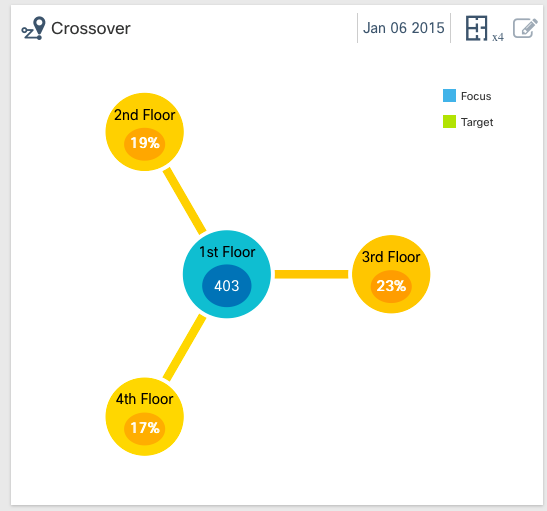 Crossover
Jan 06 2015
x4
Focus
Target
2nd Floor
19%
1st Floor
403
3rd Floor
23%
4th Floor
17%